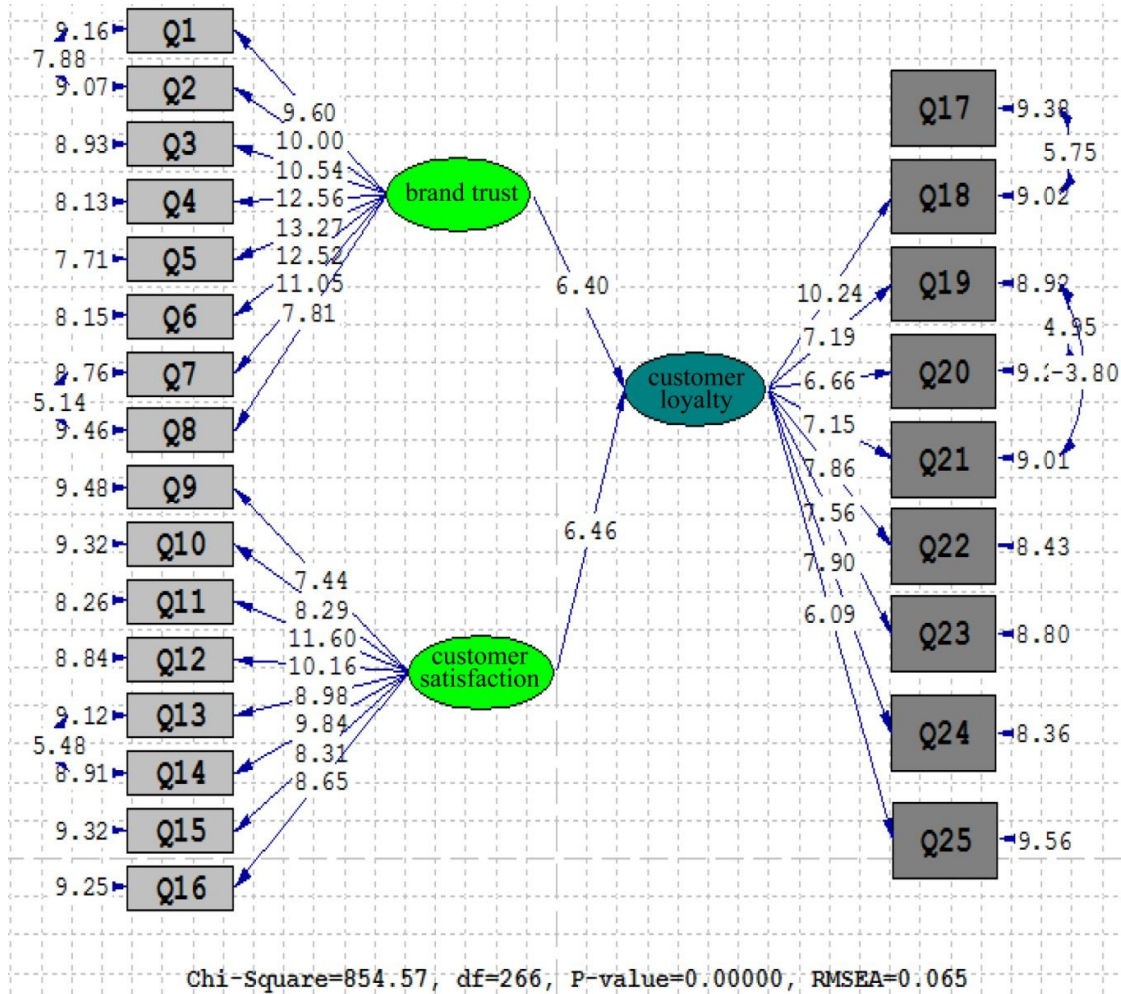 9.16 Q1
7.88
9.07 Q2
8.93 Q3
8.13 Q4
7.71 Q5
8.15 Q6
8.76 Q7
5.14
9.46 Q8
9.48 Q9
9.32 Q10
8.26 Q11
8.84 Q12
9.12 Q13
5.48
8.91 Q14
9.32 Q15
9.25 Q16
9.60
10.00
10.54
12.56
13.27
12.52
11.05
7.81
brand trust
7.44
8.29
11.60
10.16
8.98
9.84
8.31
8.65
customer
satisfaction
6.40
6.46
customer
loyalty
10.24
7.19
6.66
7.15
7.86
7.56
7.90
6.09
Q17 9.38
5.75
Q18 9.02
Q19 8.92
4.95
Q20 -3.80
Q21 9.01
Q22 8.43
Q23 8.80
Q24 8.36
Q25 9.56
Chi-Square=854.57, df=266, P-value=0.00000, RMSEA=0.065